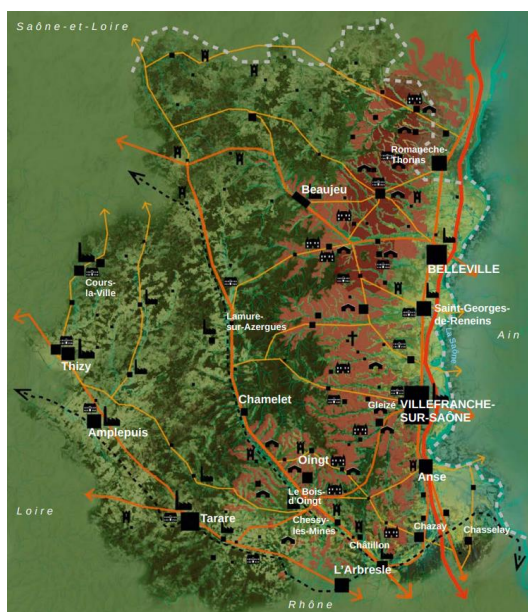 Saône-et-Loire
Romanèche-
Thorins
Beaujeu
BELLEVILLE
Cours-
la-Ville
Lamure-
sur-Azergues
Saint-Georges-
de-Reneins
La Saône
Ain
Thizy
Chamelet
Gleizé
VILLEFRANCHE-
SUR-SAÔNE
Amplepuis
Oingt
Anse
Le Bois-
d'Oingt
Loire
Tarare
Chessy-
les-Mines
Chazay
Chasselay
Châtillon
L'Arbresle
Rhône